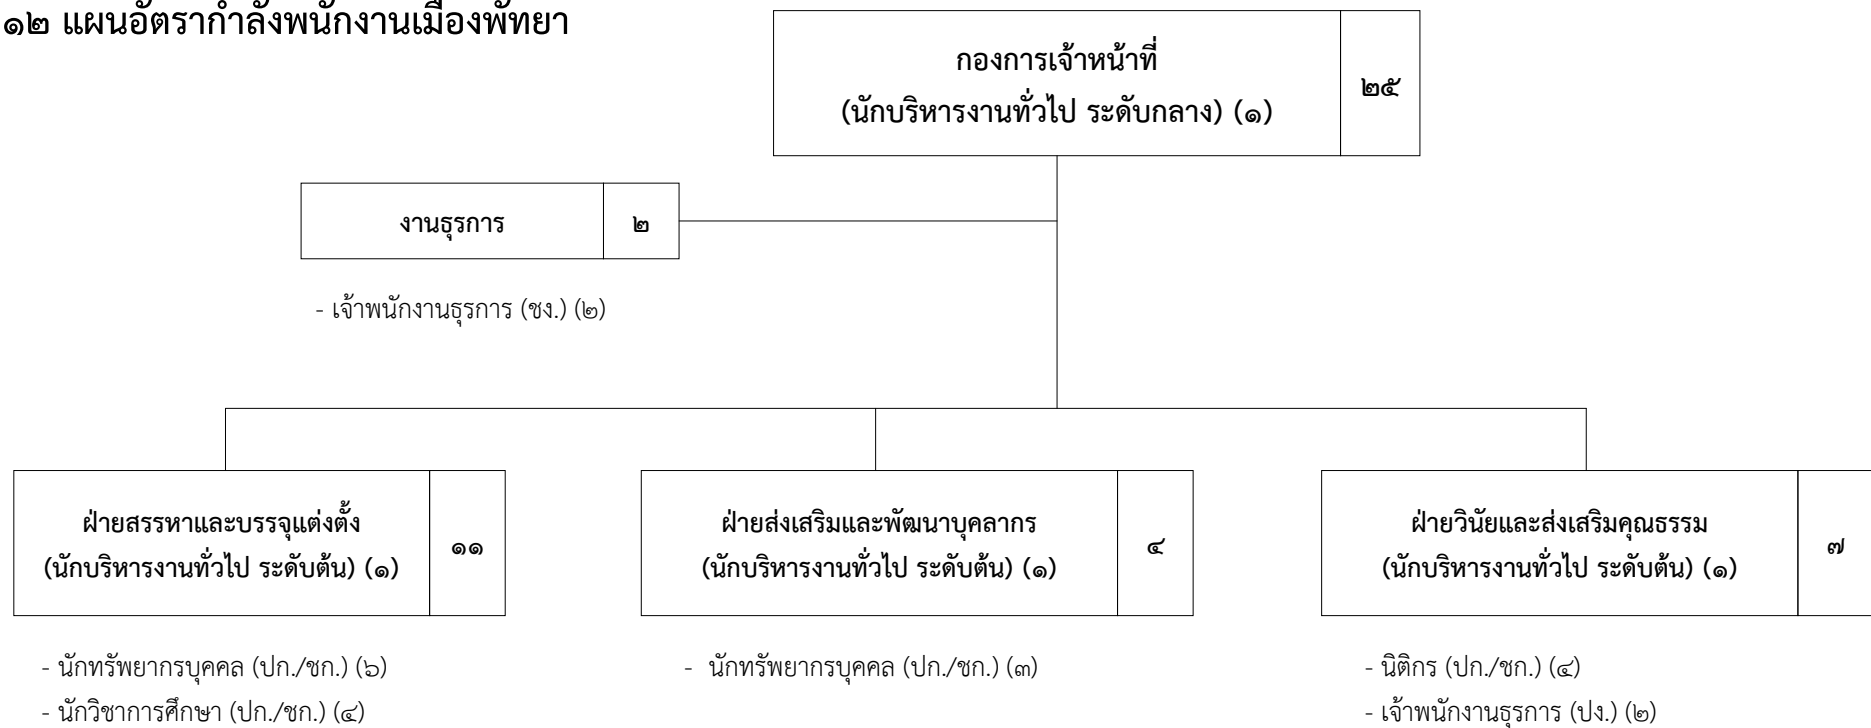 ๑๒ แผนอัตรากำลังพนักงานเมืองพัทยา
กองการเจ้าหน้าที่
(นักบริหารงานทั่วไป ระดับกลาง) (๑)
๒๕
งานธุรการ
๒
- เจ้าพนักงานธุรการ (ชง.) (๒)
ฝ่ายสรรหาและบรรจุแต่งตั้ง
(นักบริหารงานทั่วไป ระดับต้น) (๑)
๑๑
- นักทรัพยากรบุคคล (ปก./ชก.) (๖)
- นักวิชาการศึกษา (ปก./ชก.) (๔)
ฝ่ายส่งเสริมและพัฒนาบุคลากร
(นักบริหารงานทั่วไป ระดับต้น) (๑)
๔
- นักทรัพยากรบุคคล (ปก./ชก.) (๓)
ฝ่ายวินัยและส่งเสริมคุณธรรม
(นักบริหารงานทั่วไป ระดับต้น) (๑)
๗
- นิติกร (ปก./ชก.) (๔)
- เจ้าพนักงานธุรการ (ปง.) (๒)